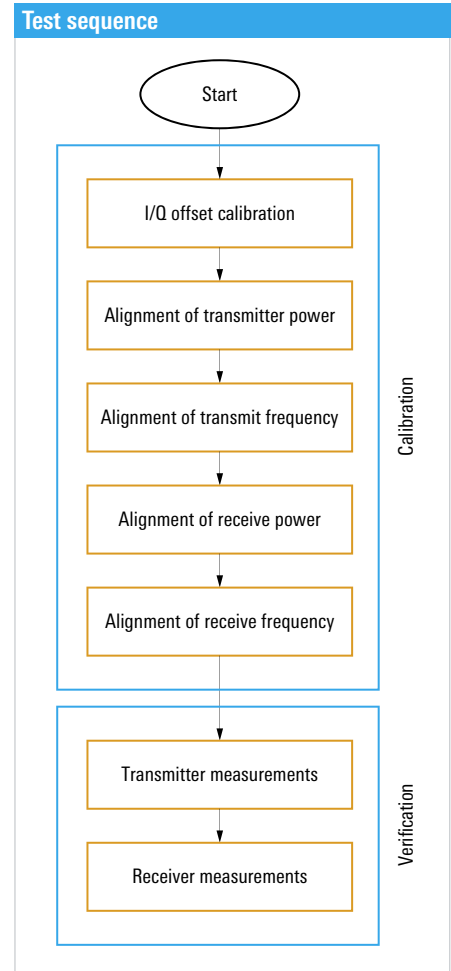 Test sequence
Start
I/Q offset calibration
Alignment of transmitter power
Alignment of transmit frequency
Alignment of receive power
Alignment of receive frequency
Calibration
Transmitter measurements
Receiver measurements
Verification